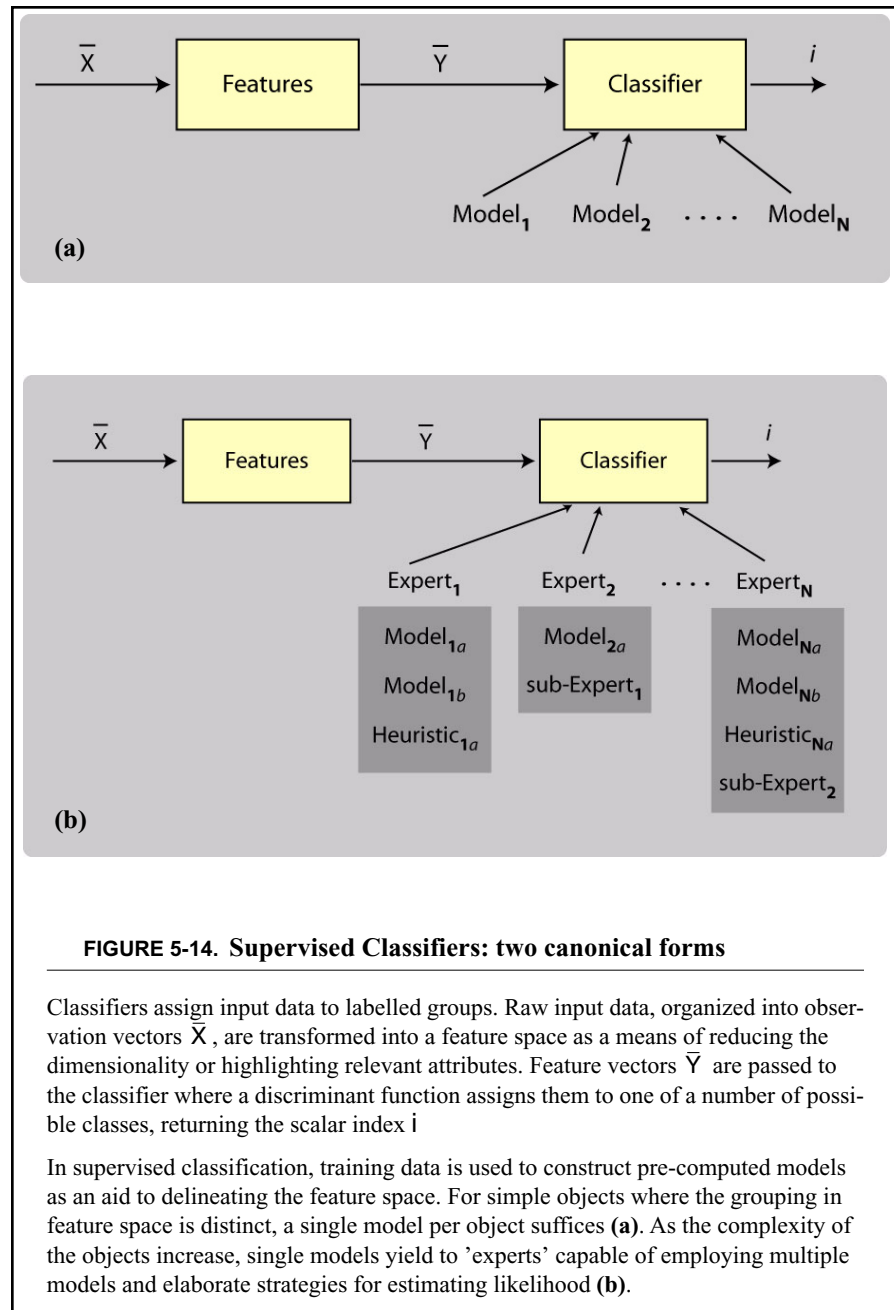 X̅ Y̅ i
Features Classifier
Model1 Model2 .... ModelN
(a)
X̅ Y̅ i
Features Classifier
Expert1 Expert2 .... ExpertN
Model1a Model2a ModelNa
Model1b sub-Expert1 ModelNb
Heuristic1a HeuristicNa
sub-Expert2
(b)
FIGURE 5-14. Supervised Classifiers: two canonical forms
Classifiers assign input data to labelled groups. Raw input data, organized into obser-
vation vectors X̅ , are transformed into a feature space as a means of reducing the
dimensionality or highlighting relevant attributes. Feature vectors Y̅ are passed to
the classifier where a discriminant function assigns them to one of a number of possi-
ble classes, returning the scalar index i
In supervised classification, training data is used to construct pre-computed models
as an aid to delineating the feature space. For simple objects where the grouping in
feature space is distinct, a single model per object suffices (a). As the complexity of
the objects increase, single models yield to ’experts’ capable of employing multiple
models and elaborate strategies for estimating likelihood (b).